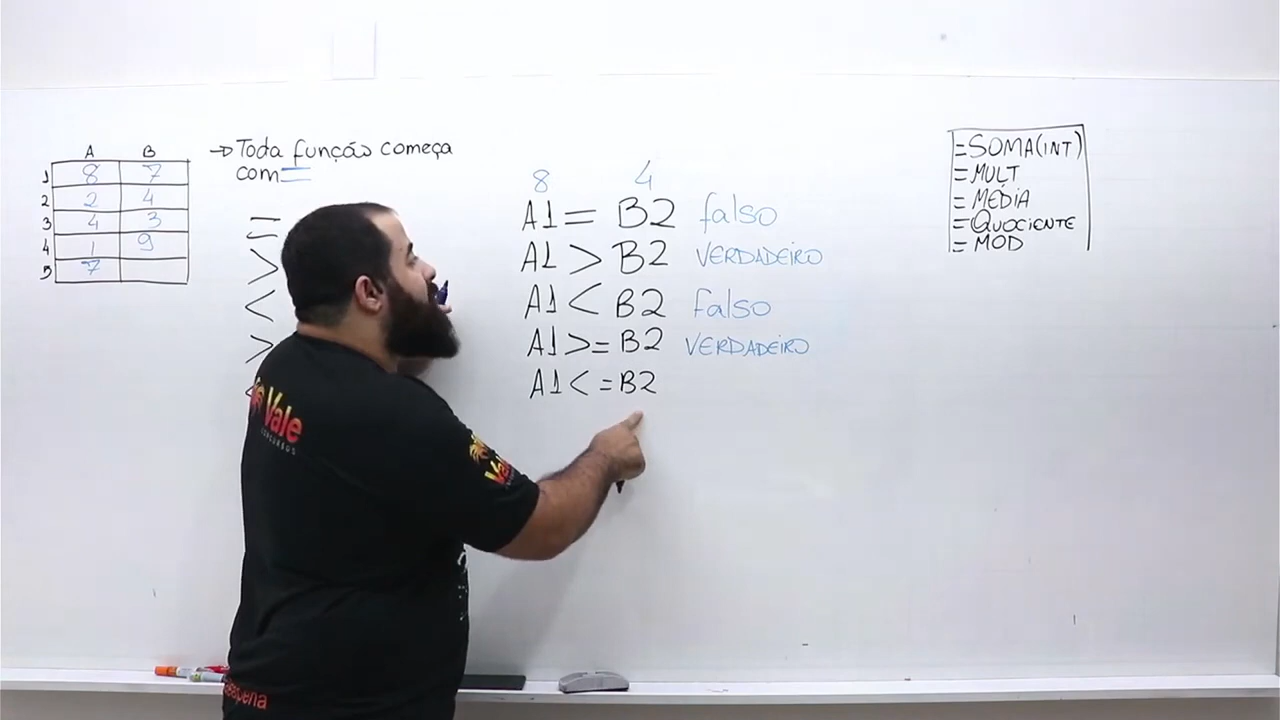 A B
1 8 7
2 2 4
3 4 3
4 1 9
5 7
→ Toda função começa
com =
=
>
<
>
<
8 4
A1 = B2 falso
A1 > B2 VERDADEIRO
A1 < B2 falso
A1 >= B2 VERDADEIRO
A1 < = B2
=SOMA(INT)
=MULT
=MÉDIA
=Quociente
=MOD
Vale
CONCURSOS
Vale